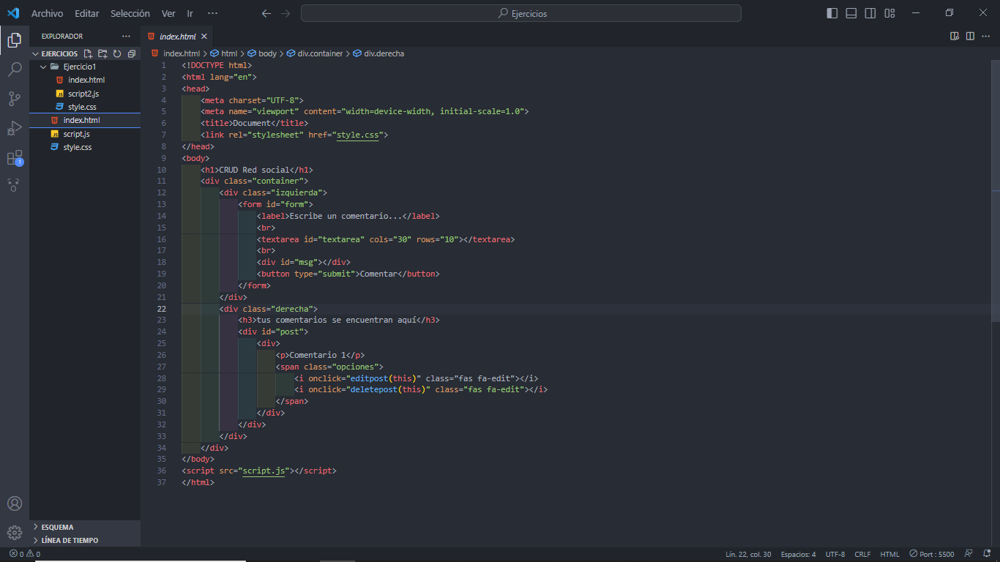 Archivo Editar Selección Ver Ir ···
Ejercicios
EXPLORADOR ···
EJERCICIOS
Ejercicio1
index.html
script2.js
style.css
index.html
script.js
style.css
1
ESQUEMA
LÍNEA DE TIEMPO
index.html
index.html > html > body > div.container > div.derecha
1 <!DOCTYPE html>
2 <html lang="en">
3 <head>
4 <meta charset="UTF-8">
5 <meta name="viewport" content="width=device-width, initial-scale=1.0">
6 <title>Document</title>
7 <link rel="stylesheet" href="style.css">
8 </head>
9 <body>
10 <h1>CRUD Red social</h1>
11 <div class="container">
12 <div class="izquierda">
13 <form id="form">
14 <label>Escribe un comentario...</label>
15 <br>
16 <textarea id="textarea" cols="30" rows="10"></textarea>
17 <br>
18 <div id="msg"></div>
19 <button type="submit">Comentar</button>
20 </form>
21 </div>
22 <div class="derecha">
23 <h3>tus comentarios se encuentran aquí</h3>
24 <div id="post">
25 <div>
26 <p>Comentario 1</p>
27 <span class="opciones">
28 <i onclick="editpost(this)" class="fas fa-edit"></i>
29 <i onclick="deletepost(this)" class="fas fa-edit"></i>
30 </span>
31 </div>
32 </div>
33 </div>
34 </div>
35 </body>
36 <script src="script.js"></script>
37 </html>
0 0 Lín. 22, col. 30 Espacios: 4 UTF-8 CRLF HTML Port : 5500